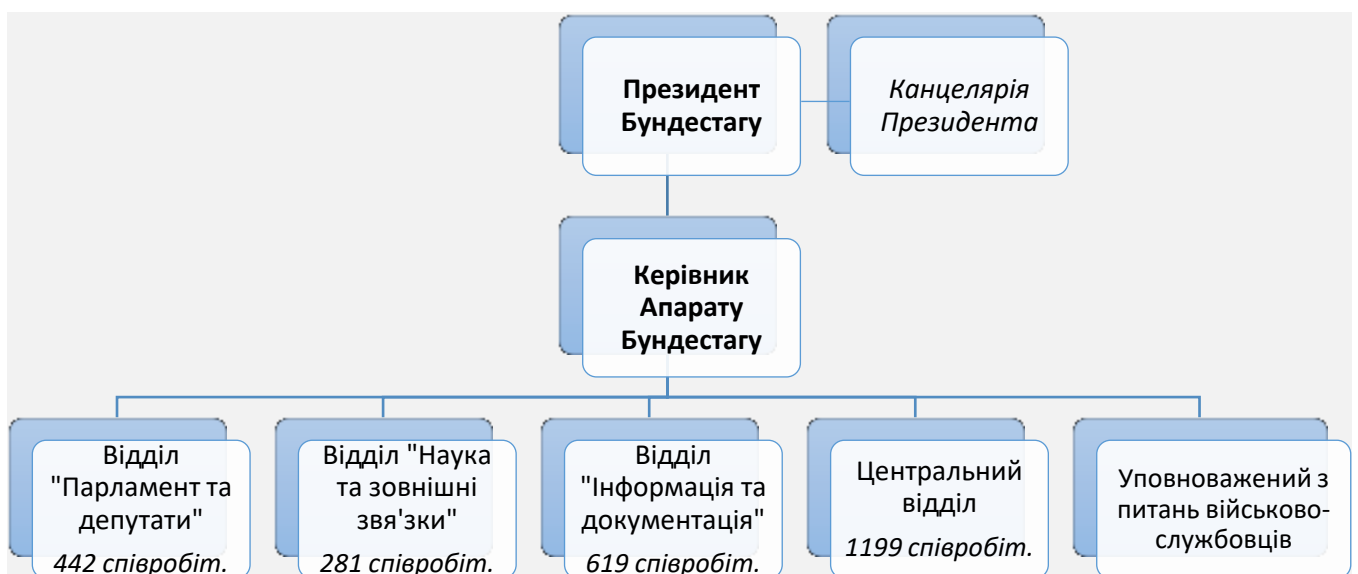 Президент
Бундестагу
Канцелярія
Президента
Керівник
Апарату
Бундестагу
Відділ
"Парламент та
депутати"
442 співробіт.
Відділ "Наука
та зовнішні
звя'зки"
281 співробіт.
Відділ
"Інформація та
документація"
619 співробіт.
Центральний
відділ
1199 співробіт.
Уповноважений з
питань військово-
службовців